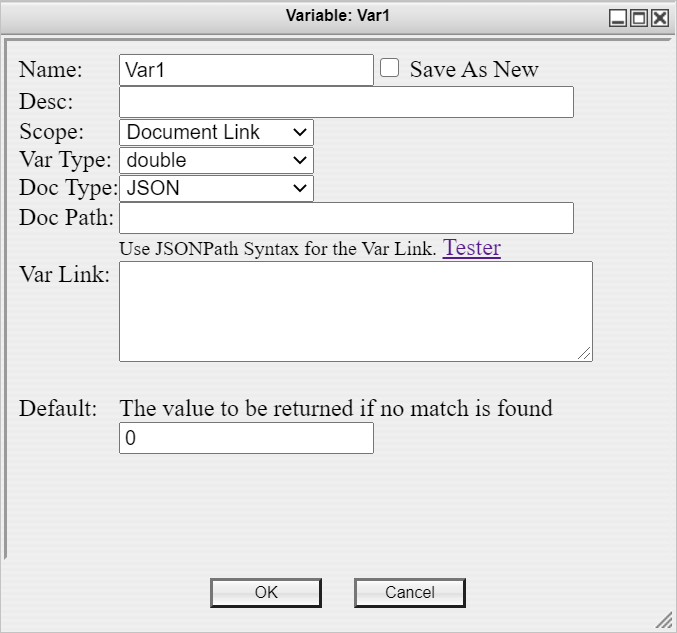 Variable: Var1
Name: Var1 Save As New
Desc:
Scope: Document Link
Var Type: double
Doc Type: JSON
Doc Path:
Use JSONPath Syntax for the Var Link. Tester
Var Link:
Default: The value to be returned if no match is found
0
OK Cancel